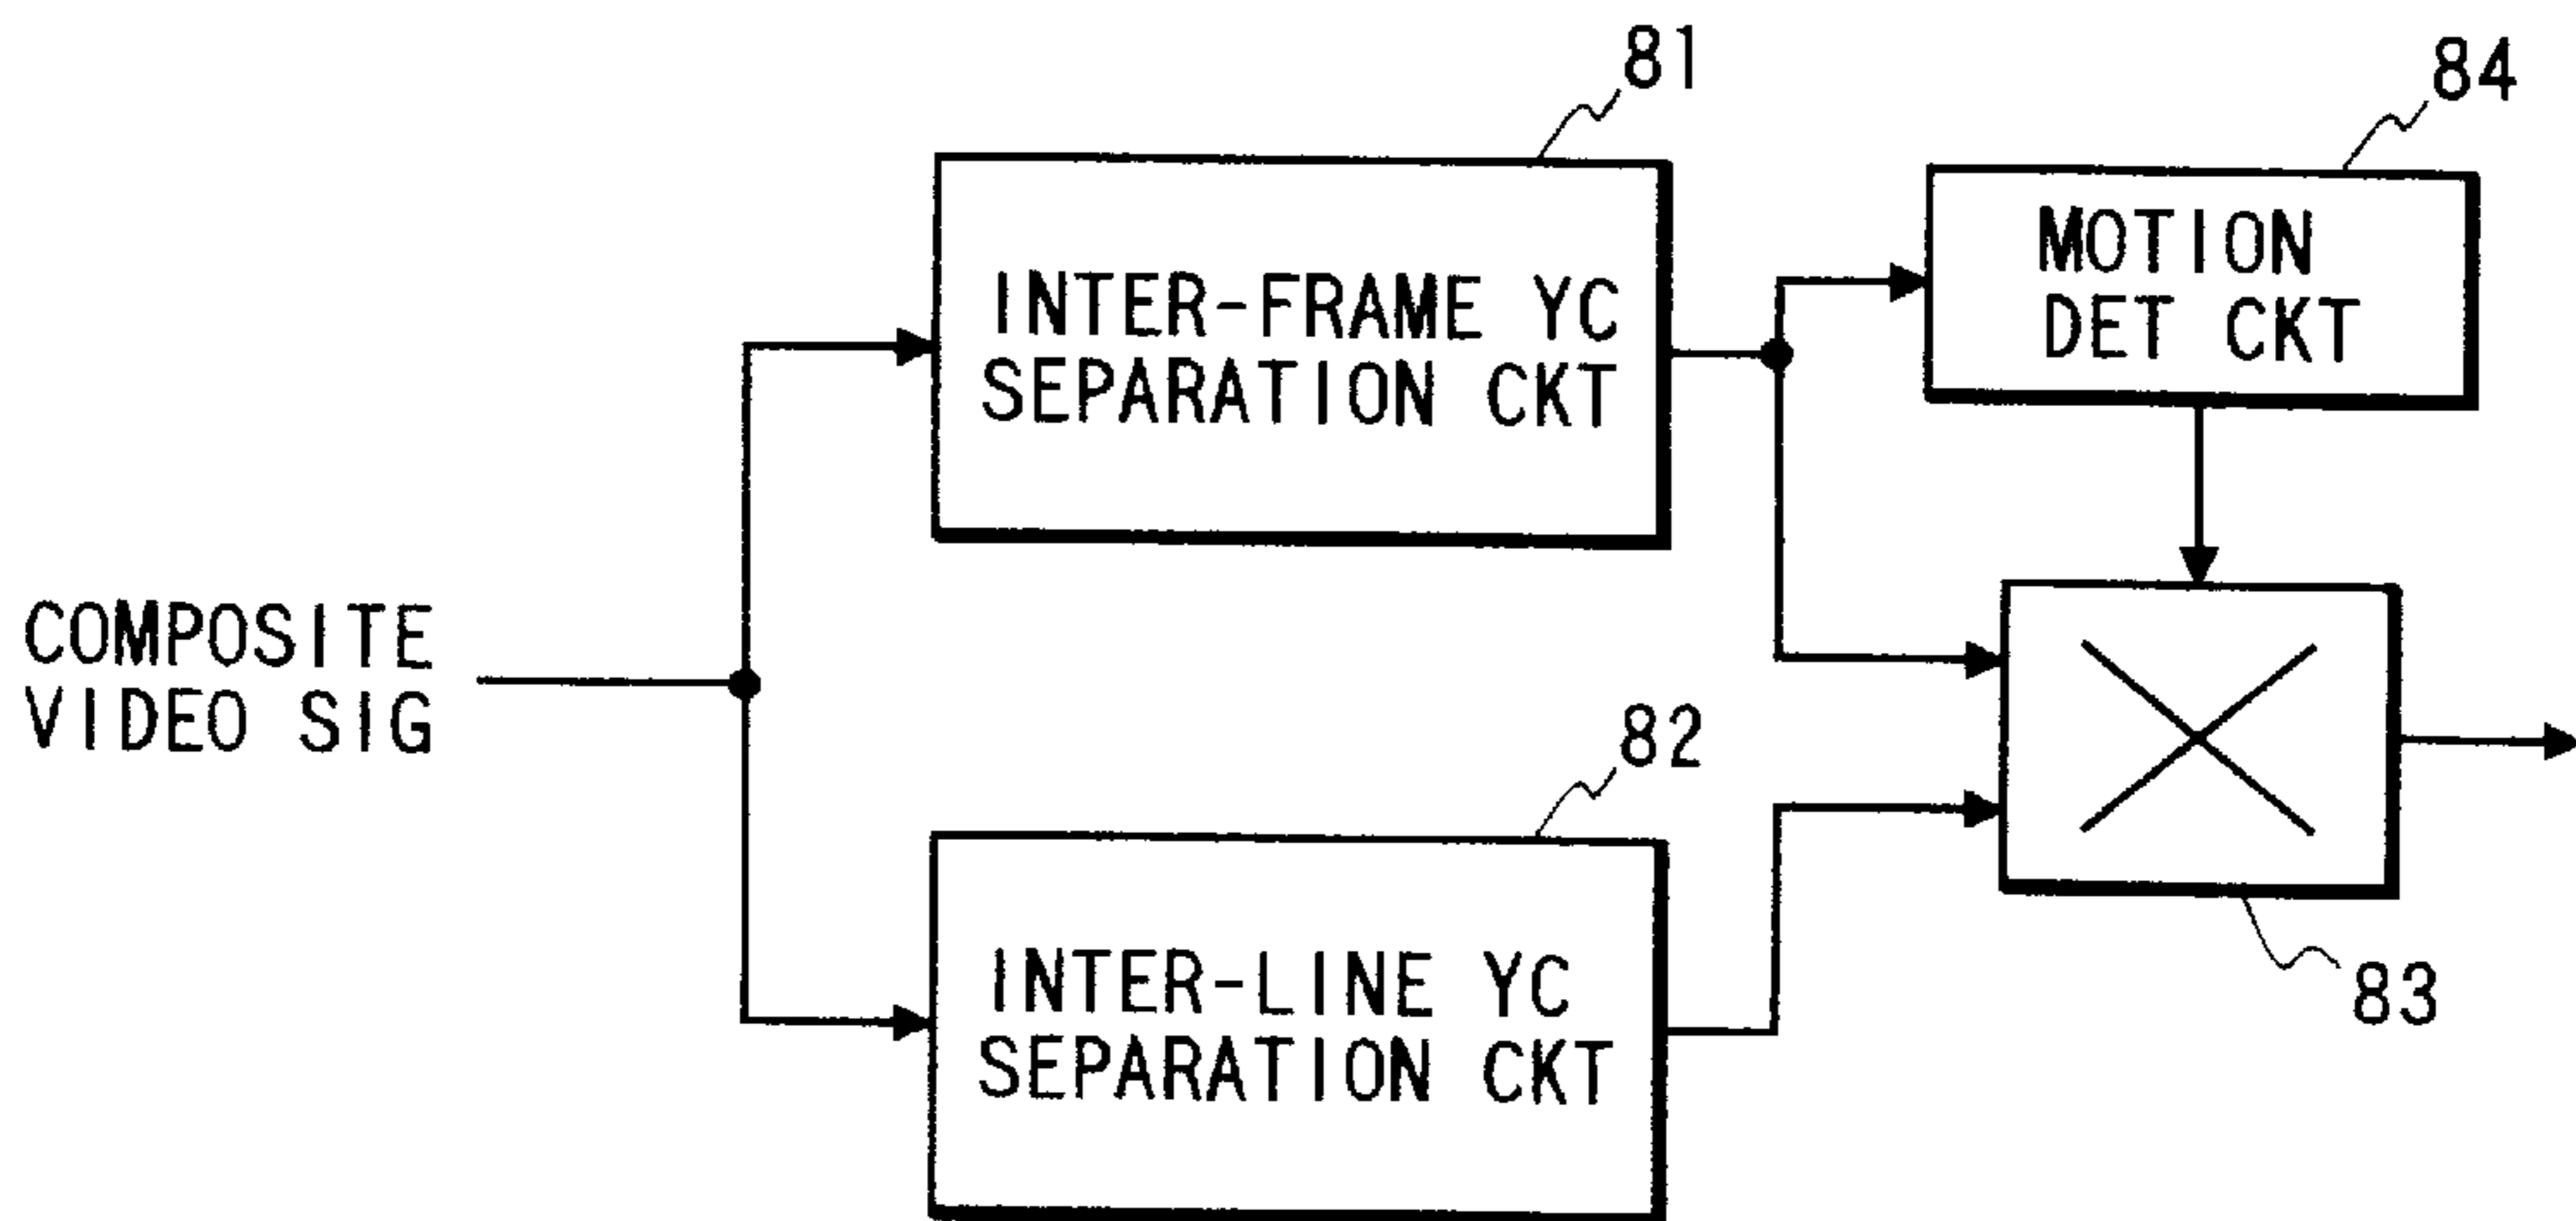 81
84
INTER-FRAME YC
SEPARATION CKT
MOTION
DET CKT
COMPOSITE
VIDEO SIG
82
INTER-LINE YC
SEPARATION CKT
83